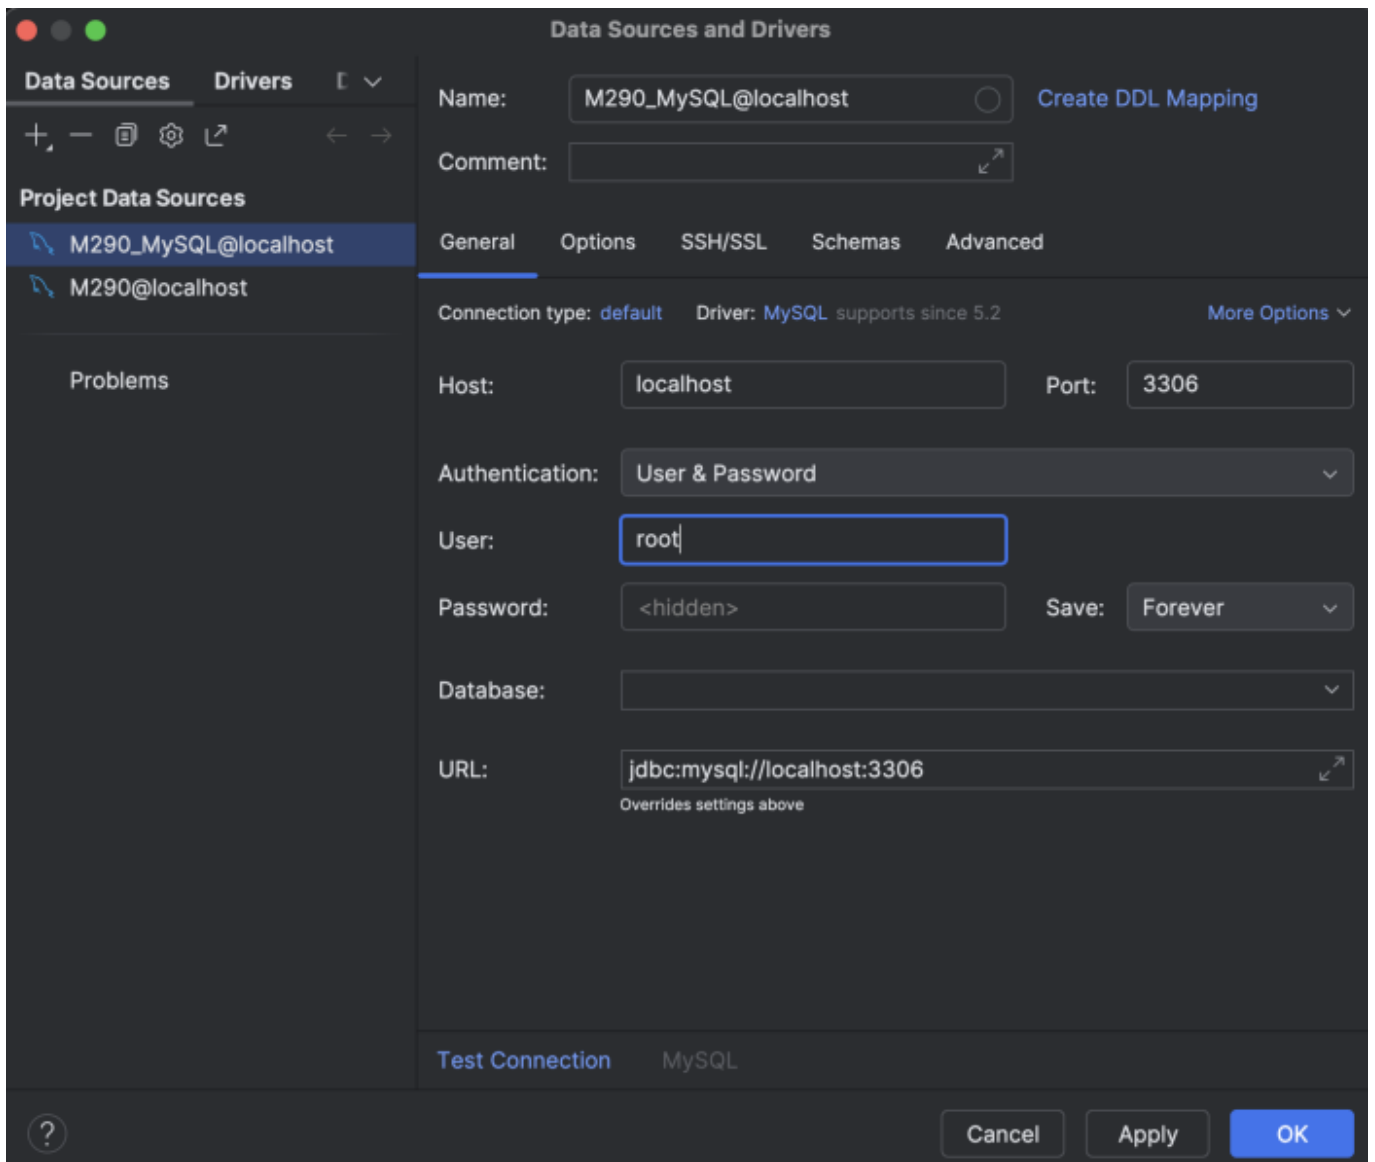 Data Sources and Drivers
Data Sources Drivers
Project Data Sources
M290_MySQL@localhost
M290@localhost
Problems
Name: M290_MySQL@localhost Create DDL Mapping
Comment:
General Options SSH/SSL Schemas Advanced
Connection type: default Driver: MySQL supports since 5.2 More Options
Host: localhost Port: 3306
Authentication: User & Password
User: root
Password: <hidden> Save: Forever
Database:
URL: jdbc:mysql://localhost:3306
Overrides settings above
Test Connection MySQL
? Cancel Apply OK